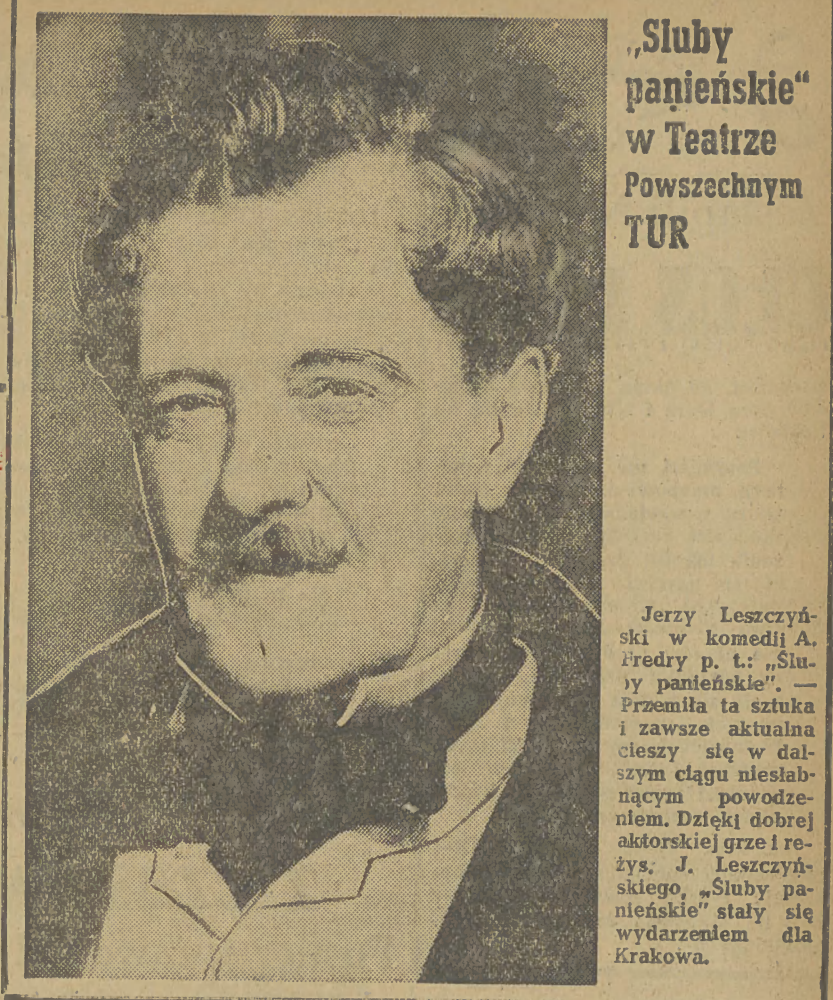 „Śluby
panieńskie“
w Teatrze
Powszechnym
TUR
Jerzy Leszczyń-
ski w komedii A.
Fredry p. t.: „Ślu-
by panieńskie”. —
Przemiła ta sztuka
i zawsze aktualna
cieszy się w dal-
szym ciągu niesłab-
nącym powodze-
niem. Dzięki dobrej
aktorskiej grze i re-
żys. J. Leszczyń-
skiego, „Śluby pa-
nieńskie” stały się
wydarzeniem dla
Krakowa.